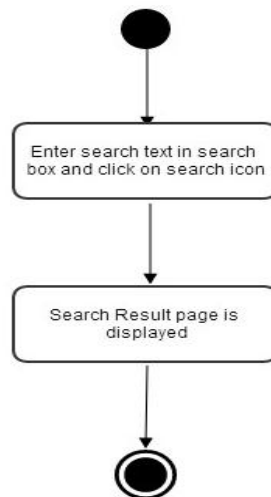 Enter search text in search
box and click on search icon
Search Result page is
displayed